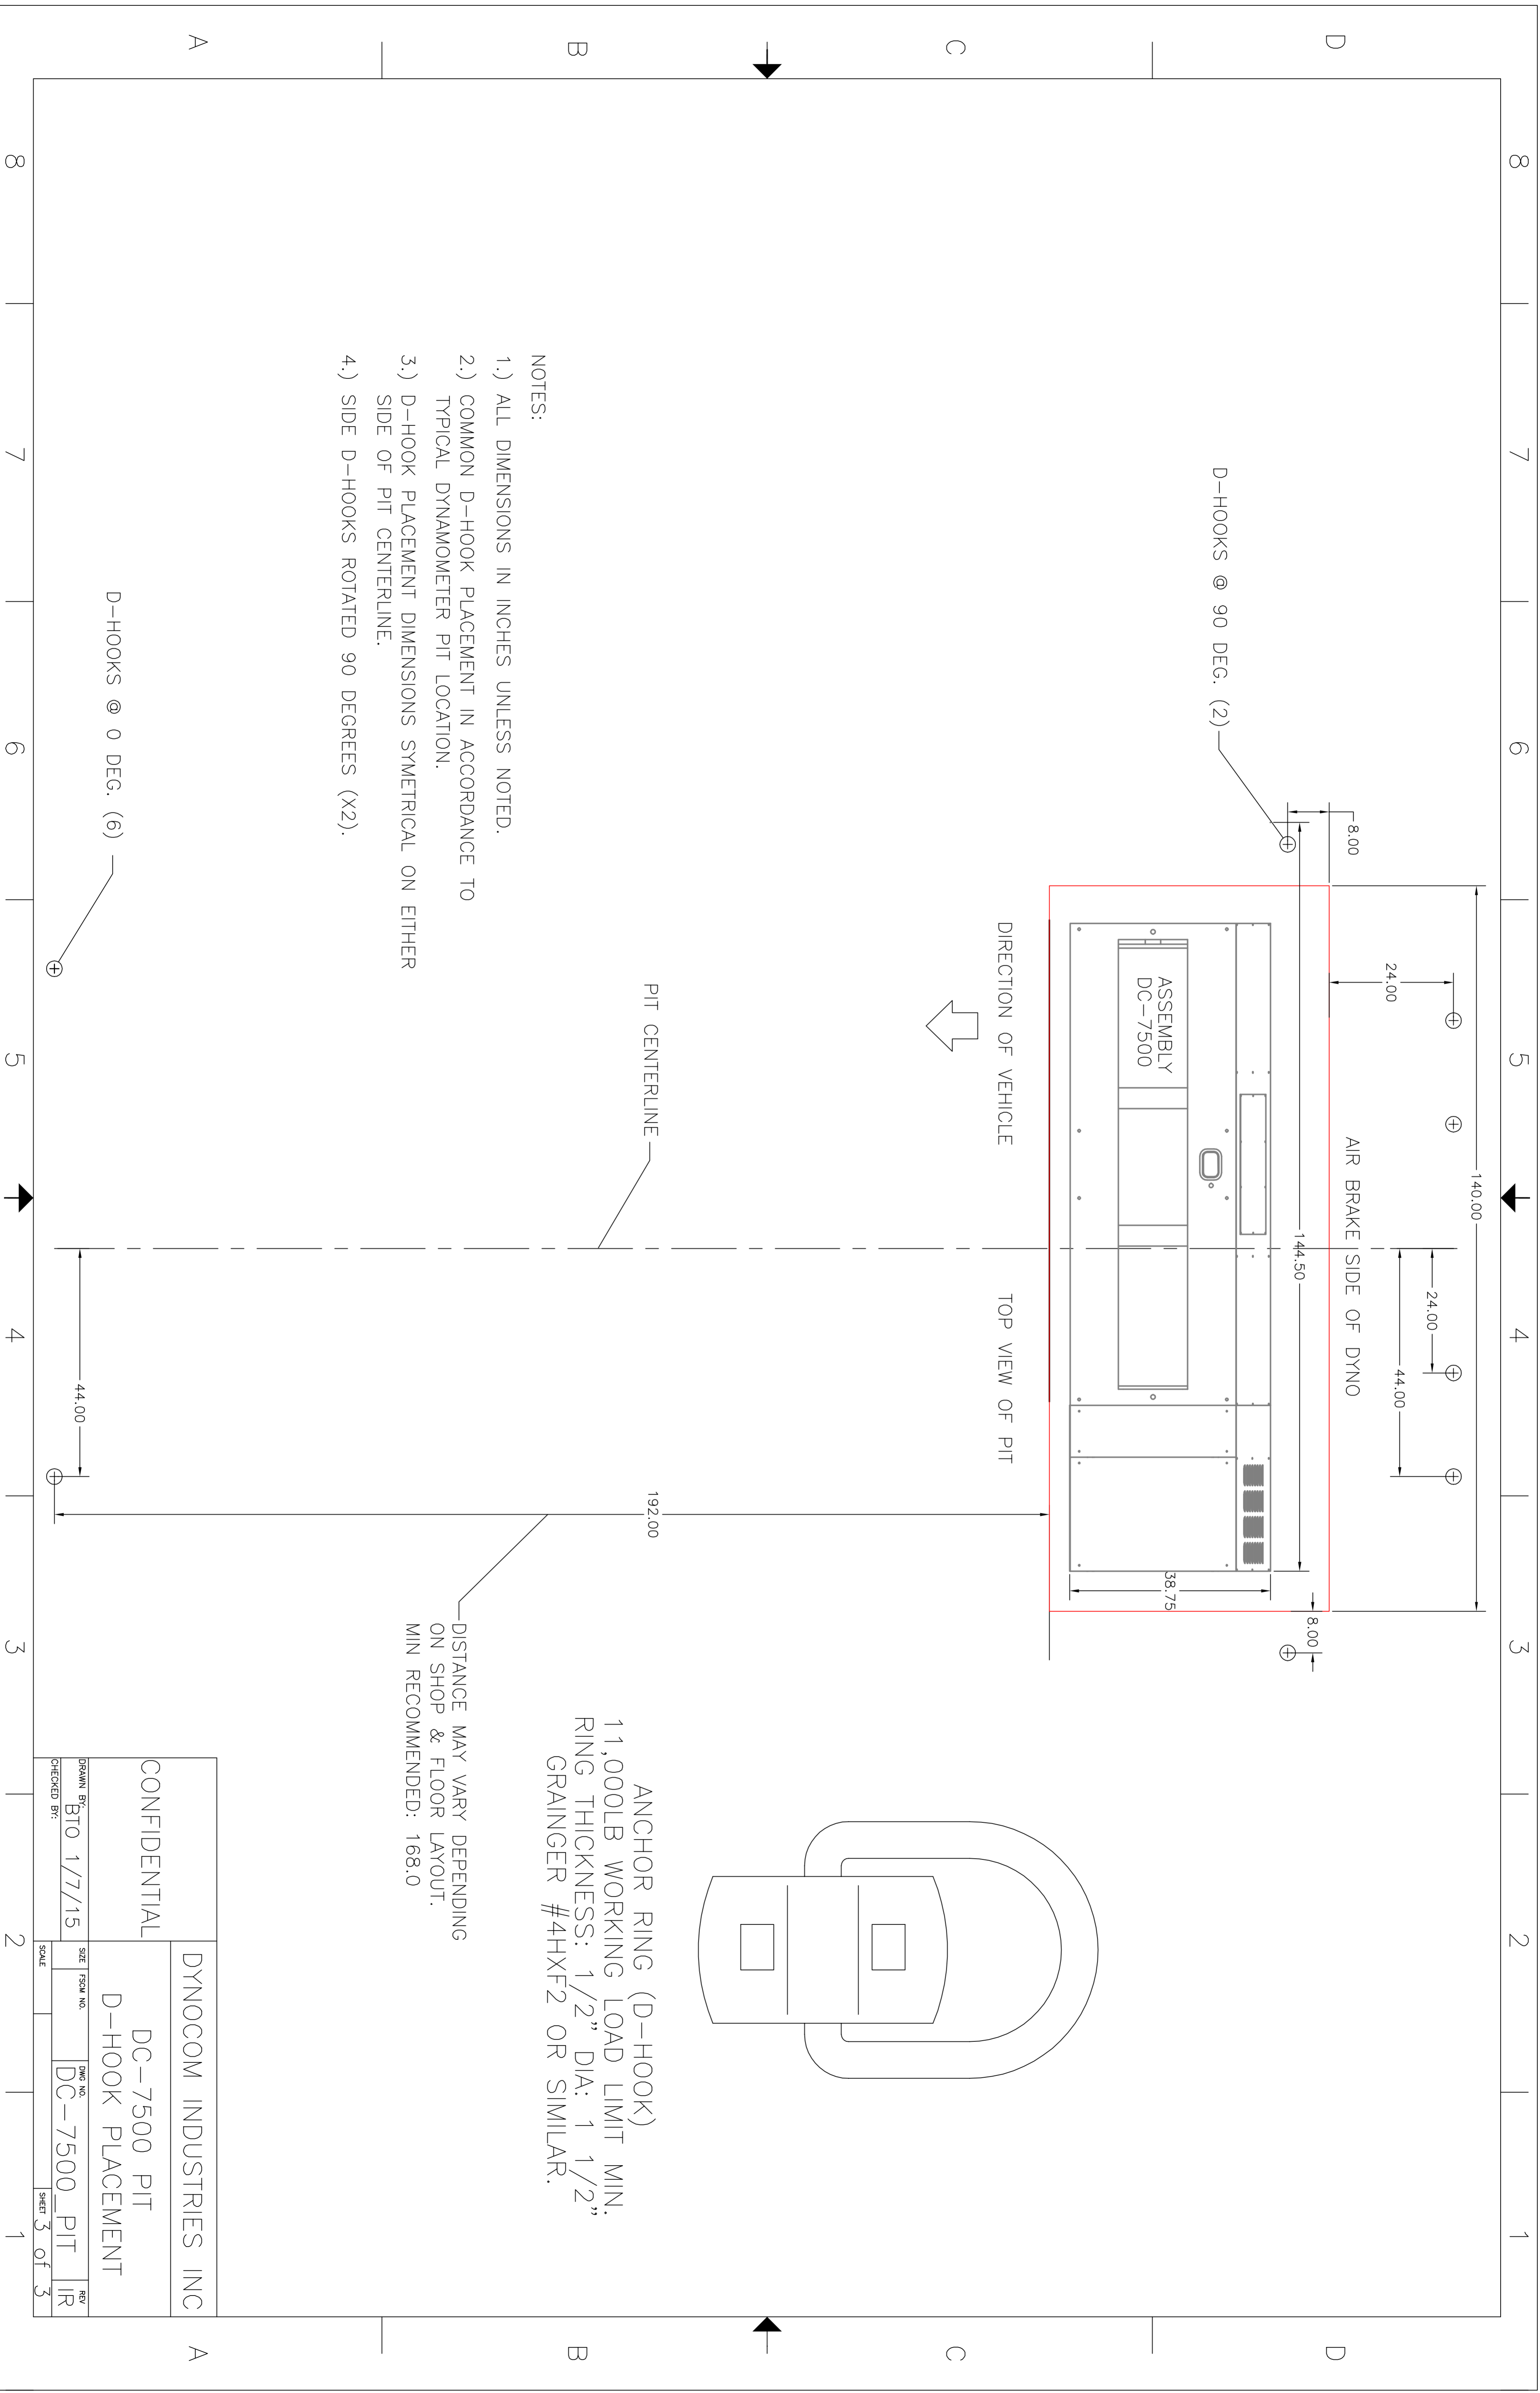 8
7
6
5
4
3
2
1
D
C
B
A
D
C
B
A
8
7
6
5
4
3
2
1
140.00
24.00
24.00
44.00
AIR BRAKE SIDE OF DYNO
8.00
144.50
8.00
D-HOOKS @ 90 DEG. (2)
ASSEMBLY
DC-7500
38.75
DIRECTION OF VEHICLE
TOP VIEW OF PIT
PIT CENTERLINE
192.00
ANCHOR RING (D-HOOK)
11,000LB WORKING LOAD LIMIT MIN.
RING THICKNESS: 1/2" DIA: 1 1/2"
GRAINGER #4HXF2 OR SIMILAR.
NOTES:
1.) ALL DIMENSIONS IN INCHES UNLESS NOTED.
2.) COMMON D-HOOK PLACEMENT IN ACCORDANCE TO
TYPICAL DYNAMOMETER PIT LOCATION.
3.) D-HOOK PLACEMENT DIMENSIONS SYMETRICAL ON EITHER
SIDE OF PIT CENTERLINE.
4.) SIDE D-HOOKS ROTATED 90 DEGREES (X2).
DISTANCE MAY VARY DEPENDING
ON SHOP & FLOOR LAYOUT.
MIN RECOMMENDED: 168.0
D-HOOKS @ 0 DEG. (6)
44.00
CONFIDENTIAL
DRAWN BY: BTO 1/7/15
CHECKED BY:
DYNOCOM INDUSTRIES INC
DC-7500 PIT
D-HOOK PLACEMENT
SIZE
FSCM NO.
DWG NO. DC-7500_PIT
REV IR
SCALE
SHEET 3 of 3